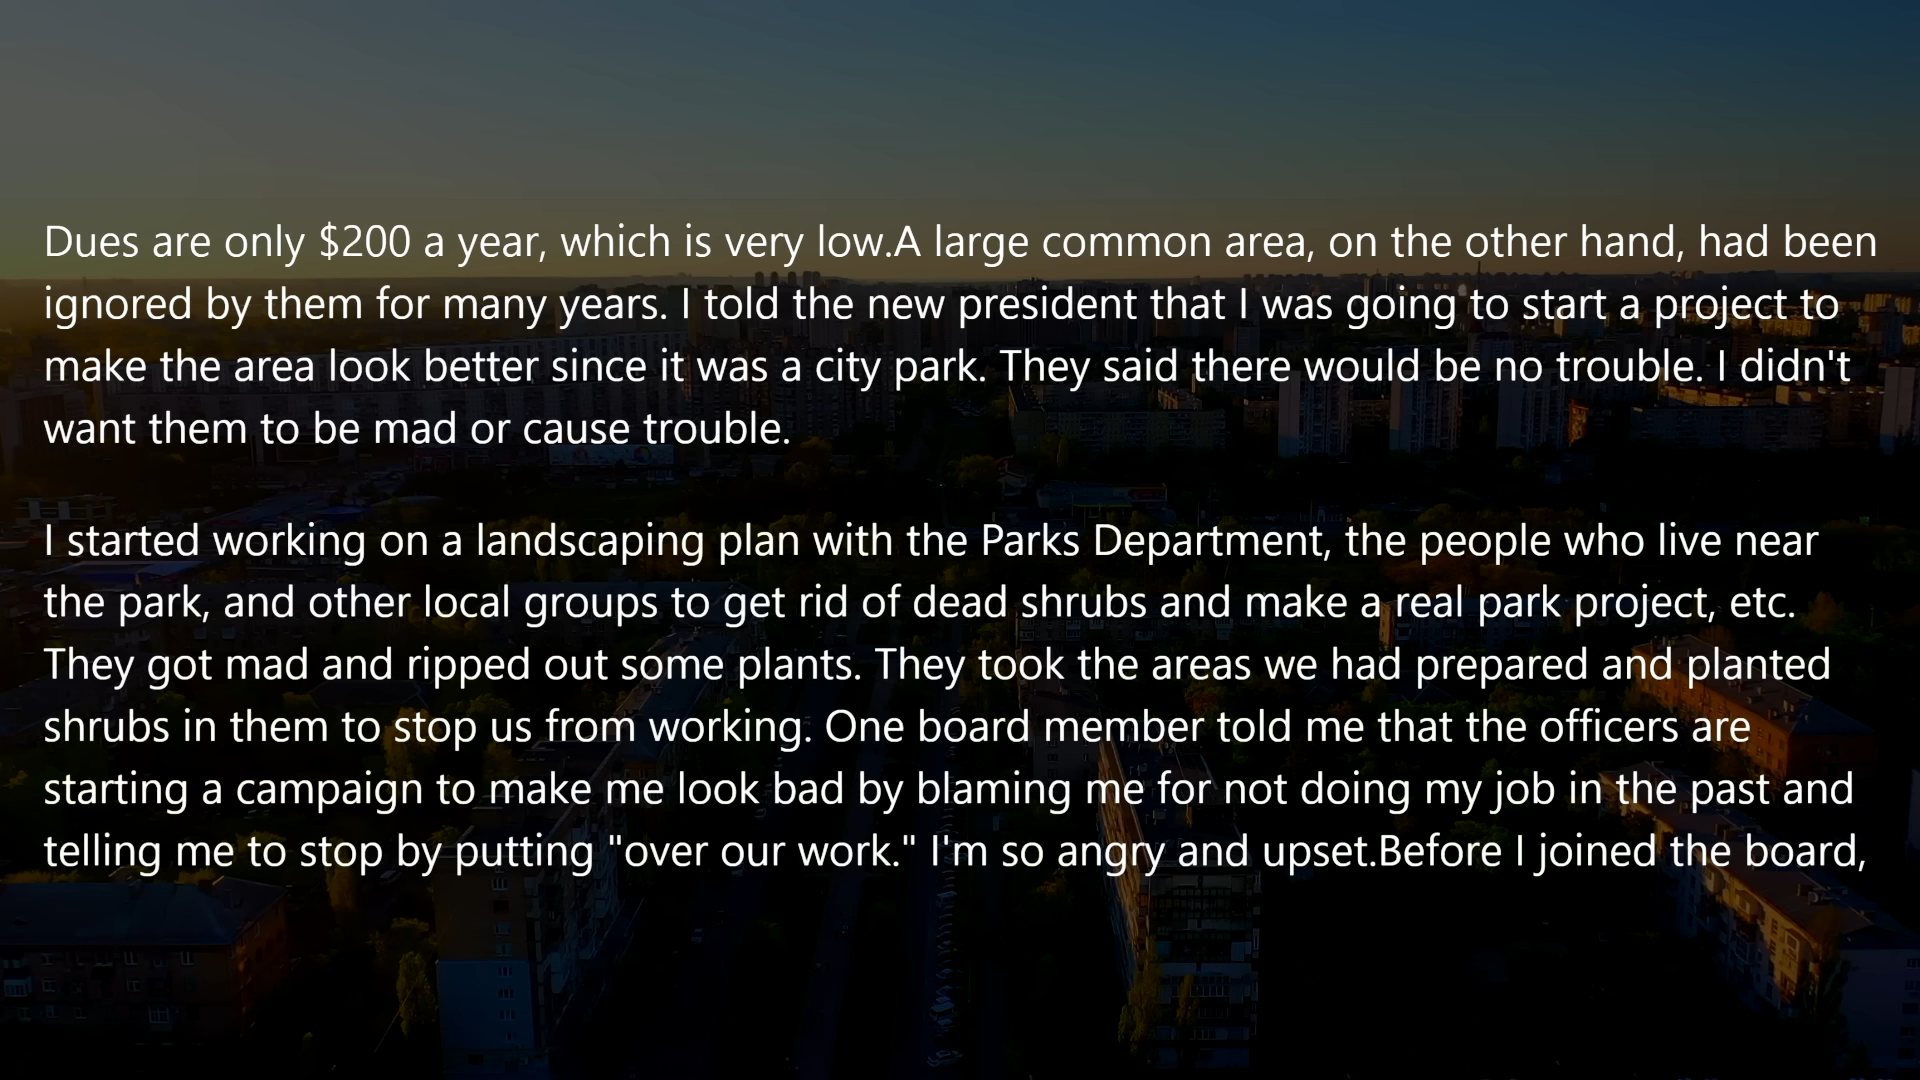 Dues are only $200 a year, which is very low.A large common area, on the other hand, had been
ignored by them for many years. I told the new president that I was going to start a project to
make the area look better since it was a city park. They said there would be no trouble. I didn't
want them to be mad or cause trouble.
I started working on a landscaping plan with the Parks Department, the people who live near
the park, and other local groups to get rid of dead shrubs and make a real park project, etc.
They got mad and ripped out some plants. They took the areas we had prepared and planted
shrubs in them to stop us from working. One board member told me that the officers are
starting a campaign to make me look bad by blaming me for not doing my job in the past and
telling me to stop by putting "over our work." I'm so angry and upset.Before I joined the board,